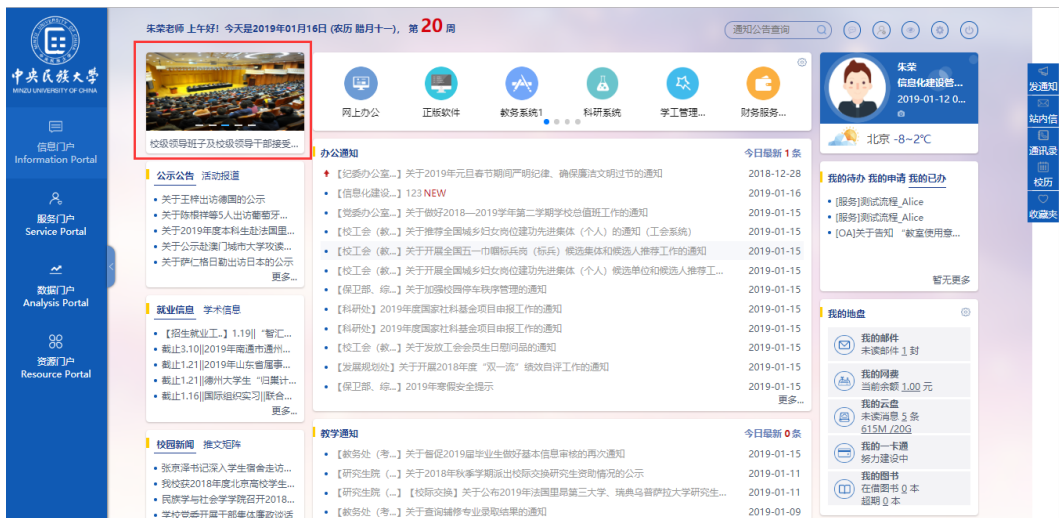 中央民族大学
MINZU UNIVERSITY OF CHINA
信息门户
Information Portal
服务门户
Service Portal
数据门户
Analysis Portal
资源门户
Resource Portal
朱荣老师 上午好！今天是2019年01月16日 (农历 腊月十一)， 第 20 周
通知公告查询
校级领导班子及校级领导干部接受...
网上办公
正版软件
教务系统1
科研系统
学工管理...
财务服务...
朱荣
信息化建设管...
2019-01-12 0...
北京 -8~2℃
发通知
站内信
通讯录
校历
收藏夹
公示公告 活动报道
• 关于王梓出访德国的公示
• 关于陈模祥等5人出访葡萄牙...
• 关于2019年度本科生赴法国里...
• 关于公示赴澳门城市大学攻读...
• 关于萨仁格日勒出访日本的公示
更多...
就业信息 学术信息
• 【招生就业工..】1.19|| “智汇...
• 截止3.10||2019年南通市通州...
• 截止1.21||2019年山东省属事...
• 截止1.21||德州大学生“归巢计...
• 截止1.16||国际组织实习||联合...
更多...
校园新闻 推文矩阵
• 张京泽书记深入学生宿舍走访...
• 我校获2018年度北京高校学生...
• 民族学与社会学学院召开2018...
• 学校党委开展干部集体廉政谈话
办公通知 今日最新 1 条
【纪委办公室...】关于2019年元旦春节期间严明纪律、确保廉洁文明过节的通知 2018-12-28
• 【信息化建设...】123 NEW 2019-01-16
• 【党委办公室...】关于做好2018—2019学年第二学期学校总值班工作的通知 2019-01-15
• 【校工会（教...】关于推荐全国城乡妇女岗位建功先进集体（个人）的通知（工会系统） 2019-01-15
• 【校工会（教...】关于开展全国五一巾帼标兵岗（标兵）候选集体和候选人推荐工作的通知 2019-01-15
• 【校工会（教...】关于开展全国城乡妇女岗位建功先进集体（个人）候选单位和候选人推荐工... 2019-01-15
• 【保卫部、综...】关于加强校园停车秩序管理的通知 2019-01-15
• 【科研处】2019年度国家社科基金项目申报工作的通知 2019-01-15
• 【科研处】2019年度国家社科基金项目申报工作的通知 2019-01-15
• 【校工会（教...】关于发放工会会员生日慰问品的通知 2019-01-15
• 【发展规划处】关于开展2018年度“双一流”绩效自评工作的通知 2019-01-15
• 【保卫部、综...】2019年寒假安全提示 2019-01-15
更多...
教学通知 今日最新 0 条
• 【教务处（考...】关于督促2019届毕业生做好基本信息审核的再次通知 2019-01-15
• 【研究生院（...】关于2018年秋季学期派出校际交换研究生资助情况的公示 2019-01-11
• 【研究生院（...】【校际交换】关于公布2019年法国里昂第三大学、瑞典乌普萨拉大学研究生... 2019-01-11
• 【教务处（考...】关于查询辅修专业录取结果的通知 2019-01-09
我的待办 我的申请 我的已办
• [服务]测试流程_Alice
• [服务]测试流程_Alice
• [OA]关于告知 “教室使用意...
暂无更多
我的地盘
我的邮件
未读邮件 1 封
我的网费
当前余额 1.00 元
我的云盘
未读消息 5 条
615M /20G
我的一卡通
努力建设中
我的图书
在借图书 0 本
超期 0 本